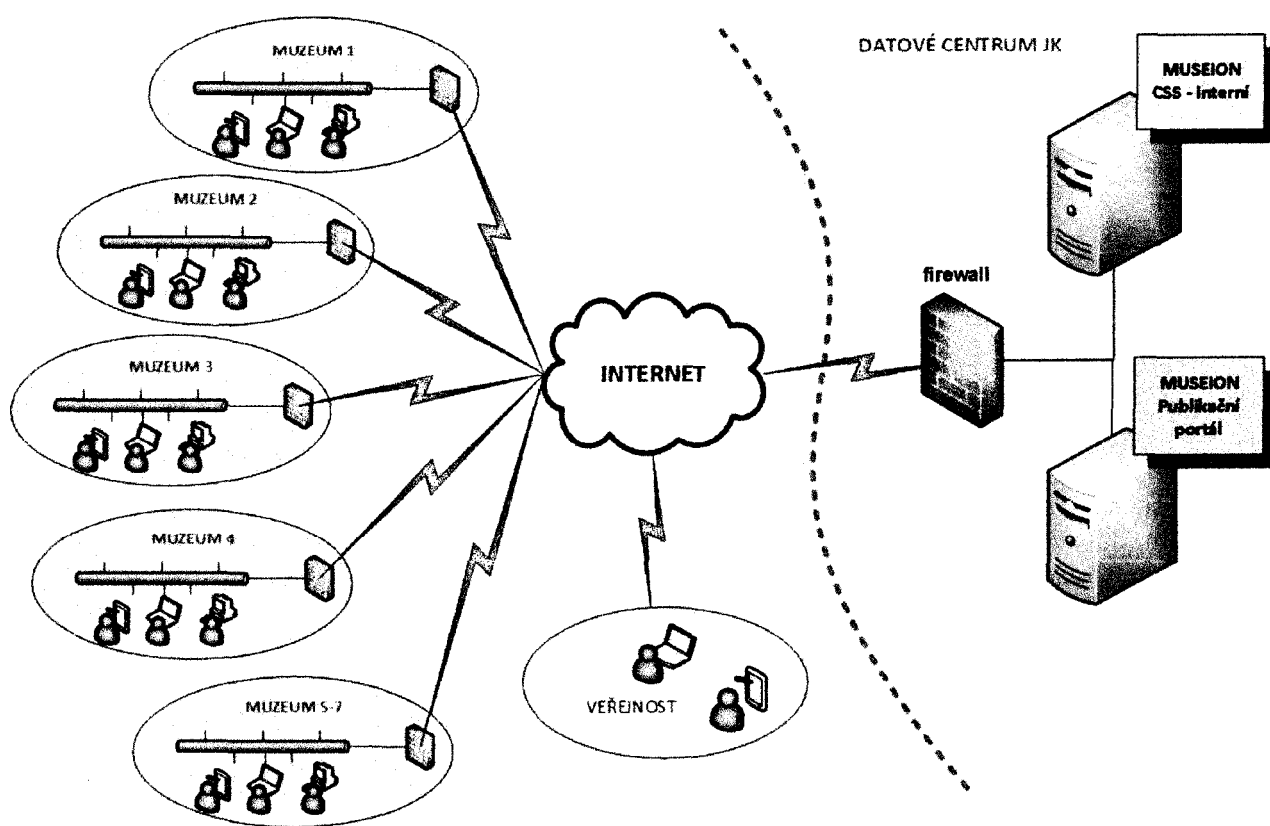 MUZEUM 1
MUZEUM 2
MUZEUM 3
MUZEUM 4
MUZEUM 5-7
INTERNET
VEŘEJNOST
DATOVÉ CENTRUM JK
firewall
MUSEION
CSS - interní
MUSEION
Publikační
portál